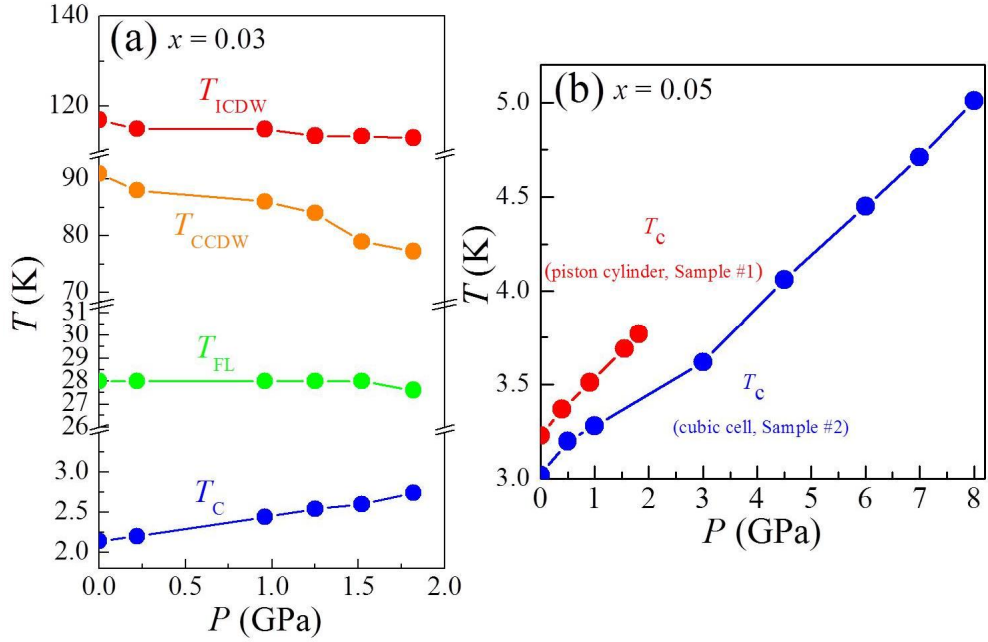 (a) x = 0.03
T_ICDW
T_CCDW
T_FL
T_C
140
120
90
80
70
31
30
29
28
27
26
3.0
2.5
2.0
T (K)
0.0 0.5 1.0 1.5 2.0
P (GPa)
(b) x = 0.05
T_c
(piston cylinder, Sample #1)
T_c
(cubic cell, Sample #2)
5.0
4.5
4.0
3.5
3.0
T (K)
0 1 2 3 4 5 6 7 8
P (GPa)